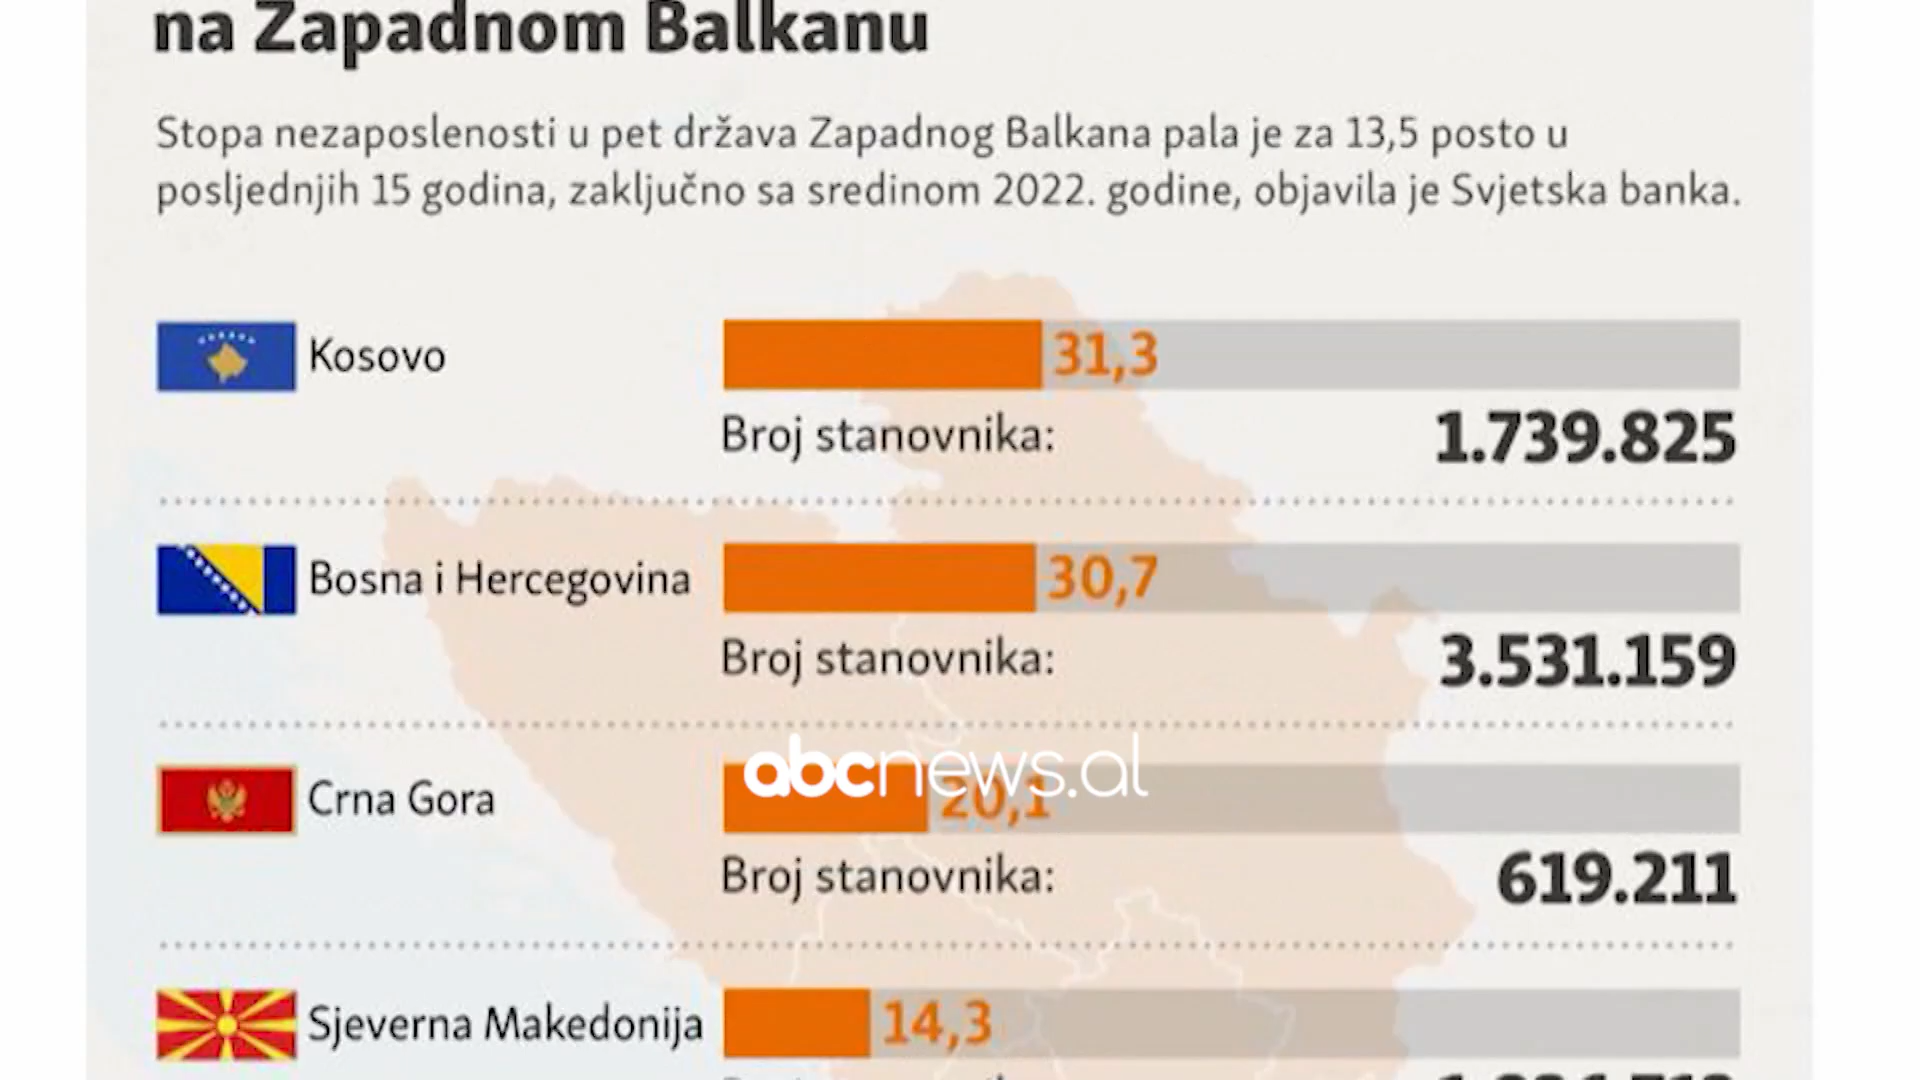 na Zapadnom Balkanu
Stopa nezaposlenosti u pet država Zapadnog Balkana pala je za 13,5 posto u
posljednjih 15 godina, zaključno sa sredinom 2022. godine, objavila je Svjetska banka.
Kosovo 31,3
Broj stanovnika: 1.739.825
Bosna i Hercegovina 30,7
Broj stanovnika: 3.531.159
abcnews.al
Crna Gora 20,1
Broj stanovnika: 619.211
Sjeverna Makedonija 14,3